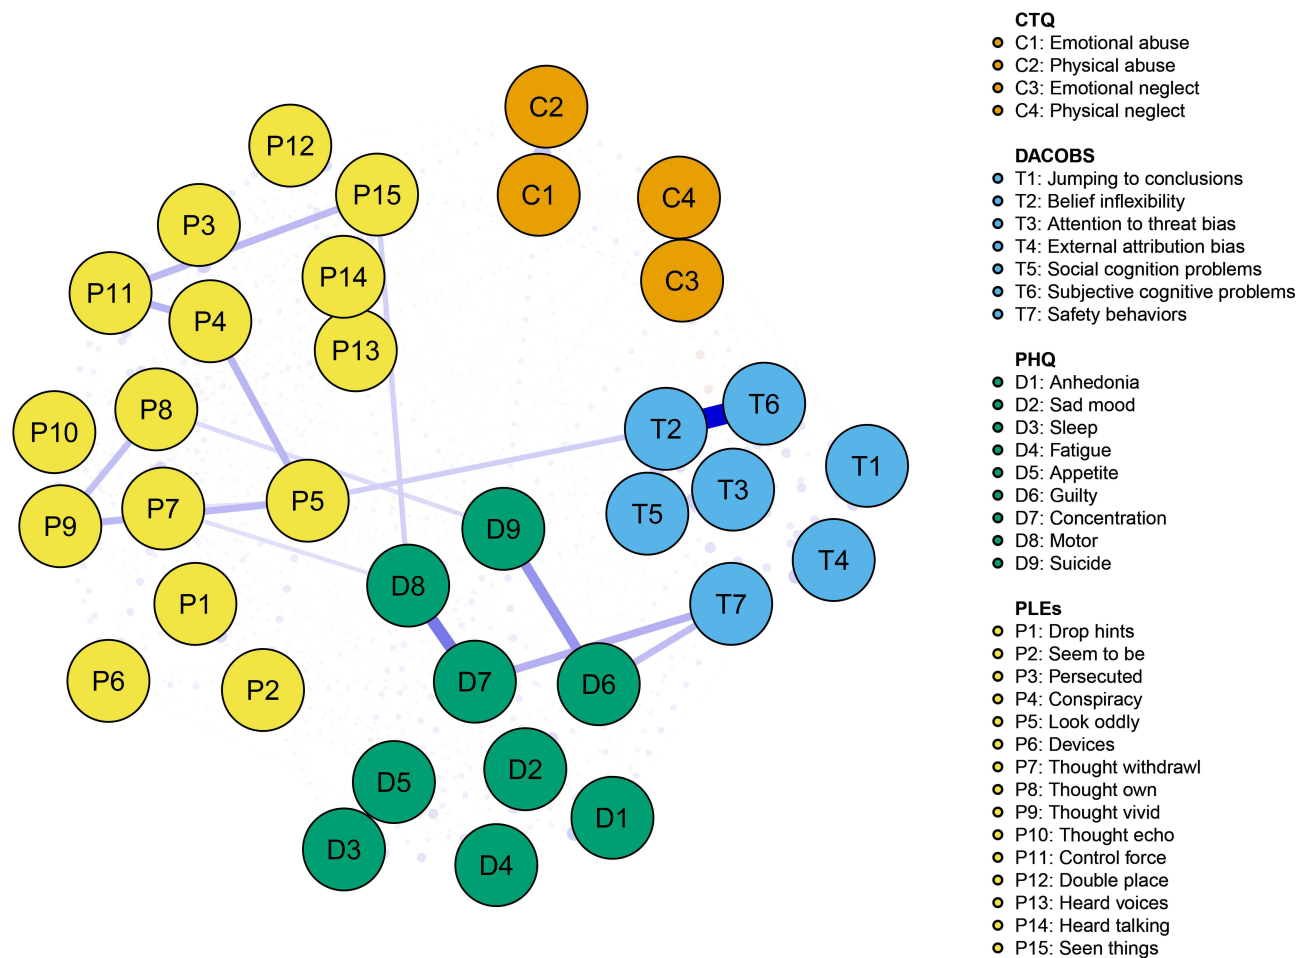 C2
P12
C1
P15
C4
P3
P14
C3
P11
P4
P13
T6
P8
T2
P10
T1
T3
P5
P7
T5
P9
D9
T4
D8
P1
T7
P6
D7
D6
P2
D2
D5
D1
D3
D4
CTQ
C1: Emotional abuse
C2: Physical abuse
C3: Emotional neglect
C4: Physical neglect
DACOBS
T1: Jumping to conclusions
T2: Belief inflexibility
T3: Attention to threat bias
T4: External attribution bias
T5: Social cognition problems
T6: Subjective cognitive problems
T7: Safety behaviors
PHQ
D1: Anhedonia
D2: Sad mood
D3: Sleep
D4: Fatigue
D5: Appetite
D6: Guilty
D7: Concentration
D8: Motor
D9: Suicide
PLEs
P1: Drop hints
P2: Seem to be
P3: Persecuted
P4: Conspiracy
P5: Look oddly
P6: Devices
P7: Thought withdrawl
P8: Thought own
P9: Thought vivid
P10: Thought echo
P11: Control force
P12: Double place
P13: Heard voices
P14: Heard talking
P15: Seen things